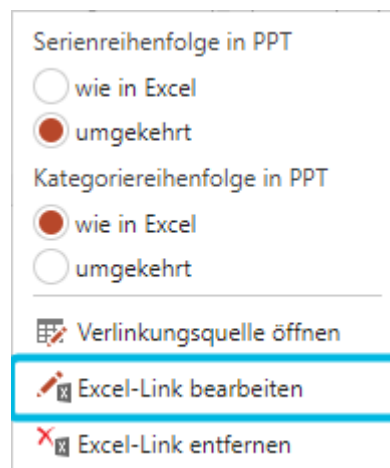 Serienreihenfolge in PPT
wie in Excel
umgekehrt
Kategoriereihenfolge in PPT
wie in Excel
umgekehrt
Verlinkungsquelle öffnen
Excel-Link bearbeiten
Excel-Link entfernen